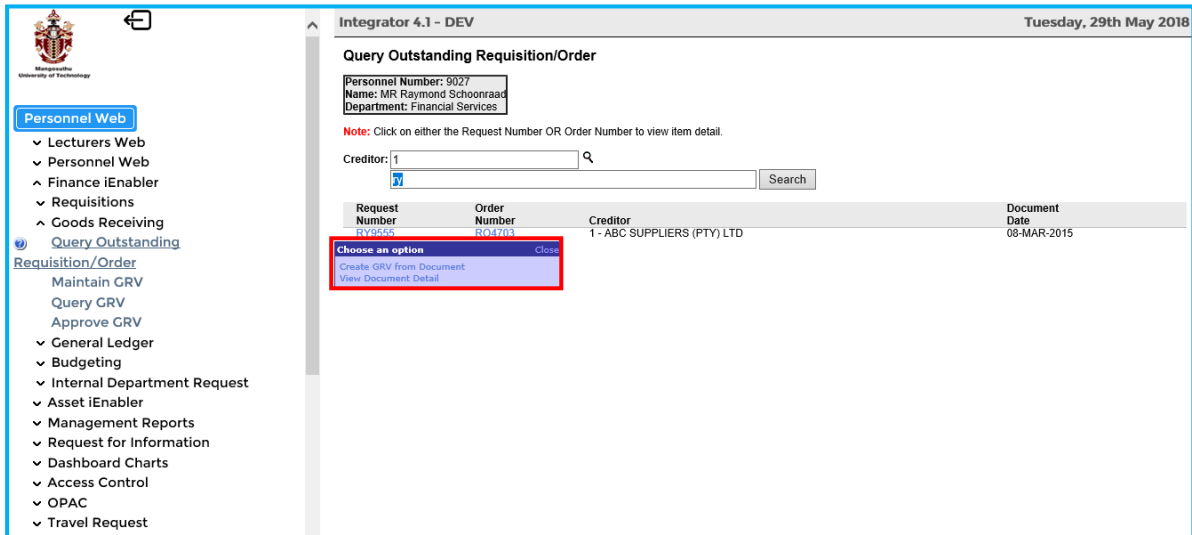 Mangosuthu
University of Technology
Personnel Web
Lecturers Web
Personnel Web
Finance iEnabler
Requisitions
Goods Receiving
Query Outstanding
Requisition/Order
Maintain GRV
Query GRV
Approve GRV
General Ledger
Budgeting
Internal Department Request
Asset iEnabler
Management Reports
Request for Information
Dashboard Charts
Access Control
OPAC
Travel Request
Integrator 4.1 - DEV Tuesday, 29th May 2018
Query Outstanding Requisition/Order
Personnel Number: 9027
Name: MR Raymond Schoonraad
Department: Financial Services
Note: Click on either the Request Number OR Order Number to view item detail.
Creditor: 1
ry Search
Request Order Document
Number Number Creditor Date
RY9555 RO4703 1 - ABC SUPPLIERS (PTY) LTD 08-MAR-2015
Choose an option Close
Create GRV from Document
View Document Detail